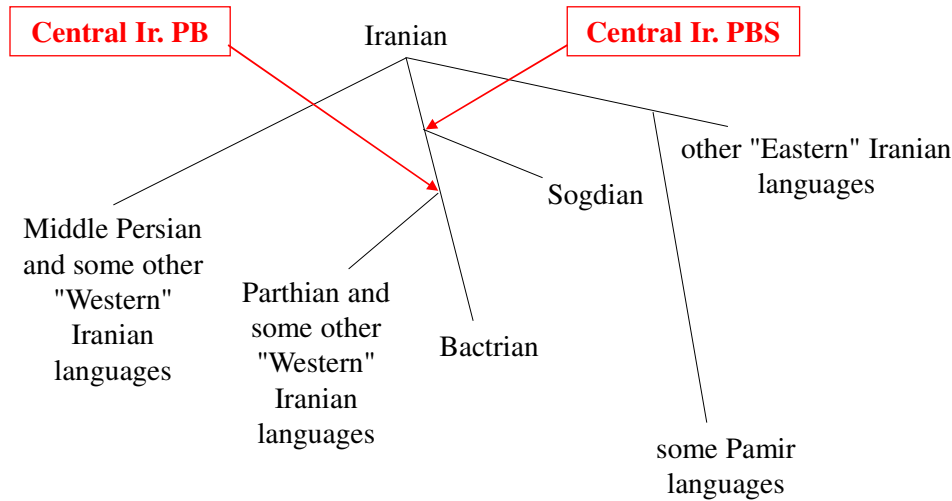 Central Ir. PB
Iranian
Central Ir. PBS
other "Eastern" Iranian
languages
Sogdian
Middle Persian
and some other
"Western"
Iranian
languages
Parthian and
some other
"Western"
Iranian
languages
Bactrian
some Pamir
languages